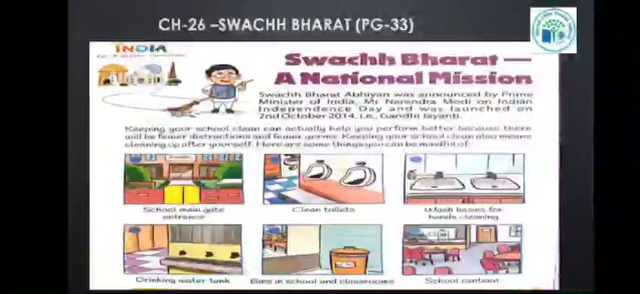 CH-26 –SWACHH BHARAT (PG-33)
INDIA
Swachh Bharat —
A National Mission
Swachh Bharat Abhiyan was announced by Prime
Minister of India, Mr Narendra Modi on Indian
Independence Day and was launched on
2nd October 2014, i.e., Gandhi Jayanti.
Keeping your school clean can actually help you perform better because there
will be fewer distractions and fewer germs. Keeping your school clean also means
cleaning up after yourself. Here are some things you can be mindful of.
School main gate
entrance
Clean toilets
Wash basins for
hands cleaning
Drinking water tank
Bins in school and classrooms
School canteen